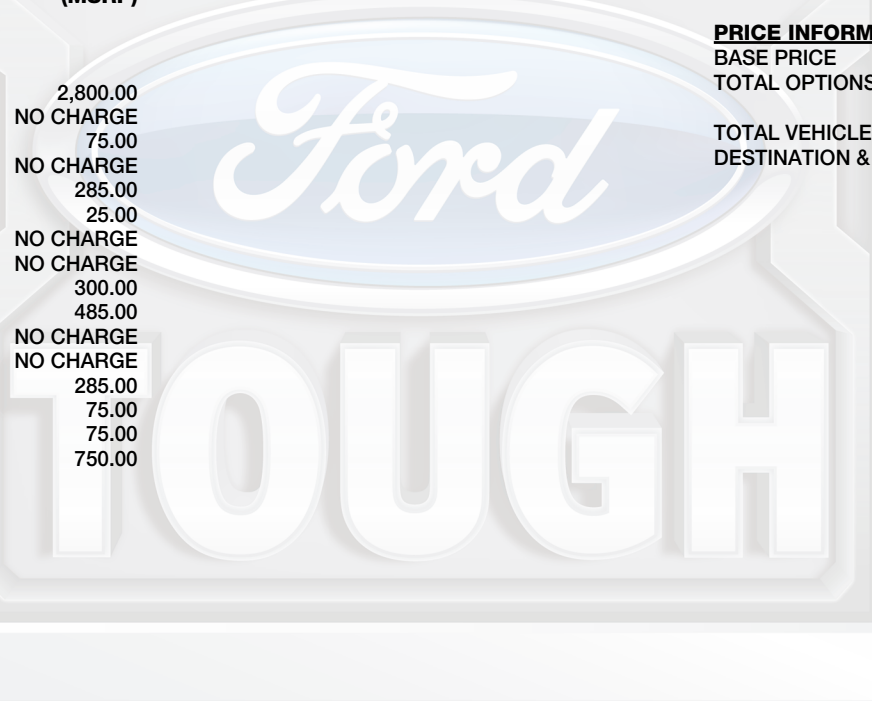 (MSRP)
2,800.00
NO CHARGE
75.00
NO CHARGE
285.00
25.00
NO CHARGE
NO CHARGE
300.00
485.00
NO CHARGE
NO CHARGE
285.00
75.00
75.00
750.00
PRICE INFORM
BASE PRICE
TOTAL OPTIONS
TOTAL VEHICLE
DESTINATION &
Ford
TOUGH